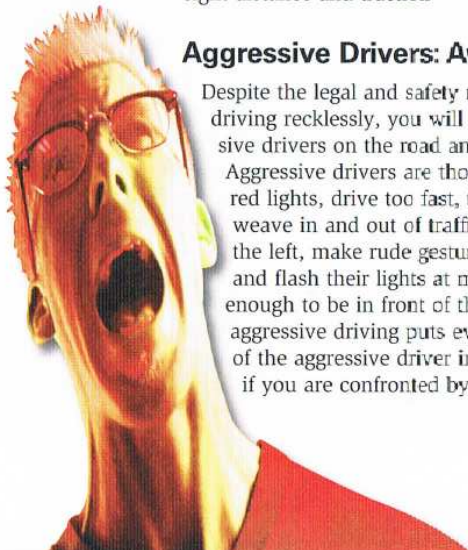 Aggressive Drivers: A
Despite the legal and safety
driving recklessly, you will
sive drivers on the road an
Aggressive drivers are tho
red lights, drive too fast,
weave in and out of traffi
the left, make rude gestu
and flash their lights at m
enough to be in front of th
aggressive driving puts ev
of the aggressive driver i
if you are confronted by